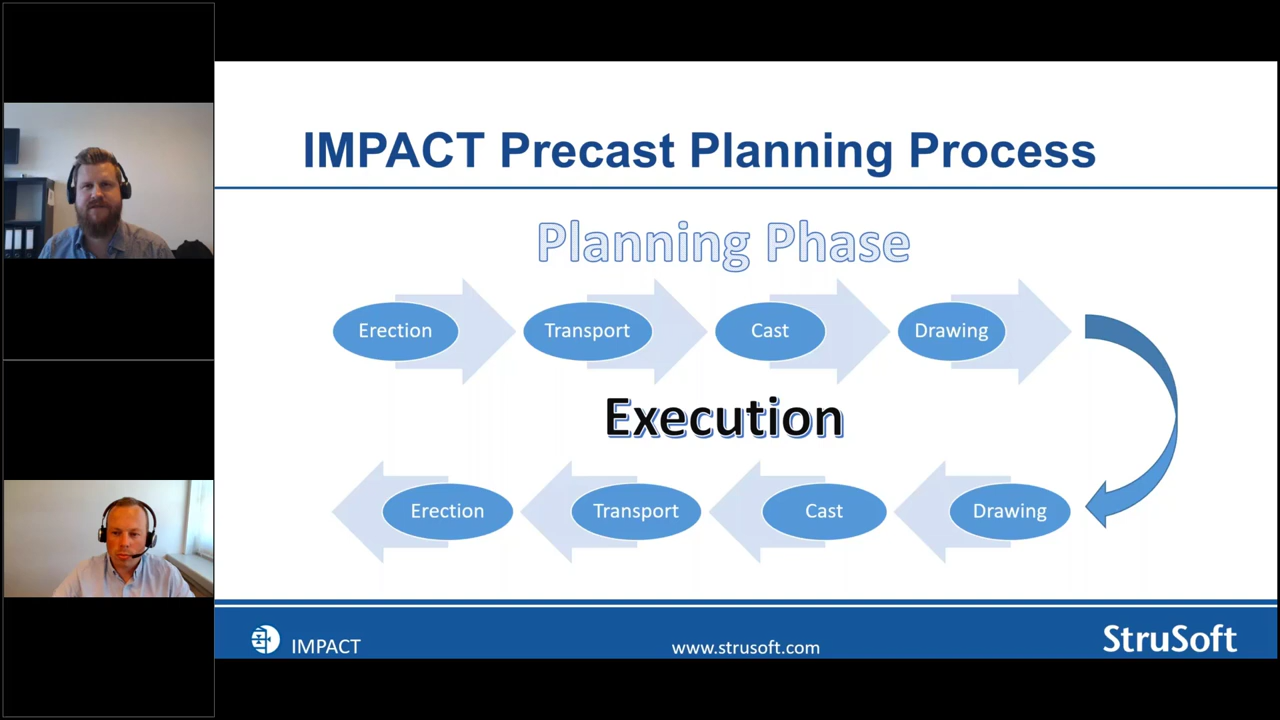 IMPACT Precast Planning Process
Planning Phase
Erection Transport Cast Drawing
Execution
Erection Transport Cast Drawing
IMPACT www.strusoft.com StruSoft